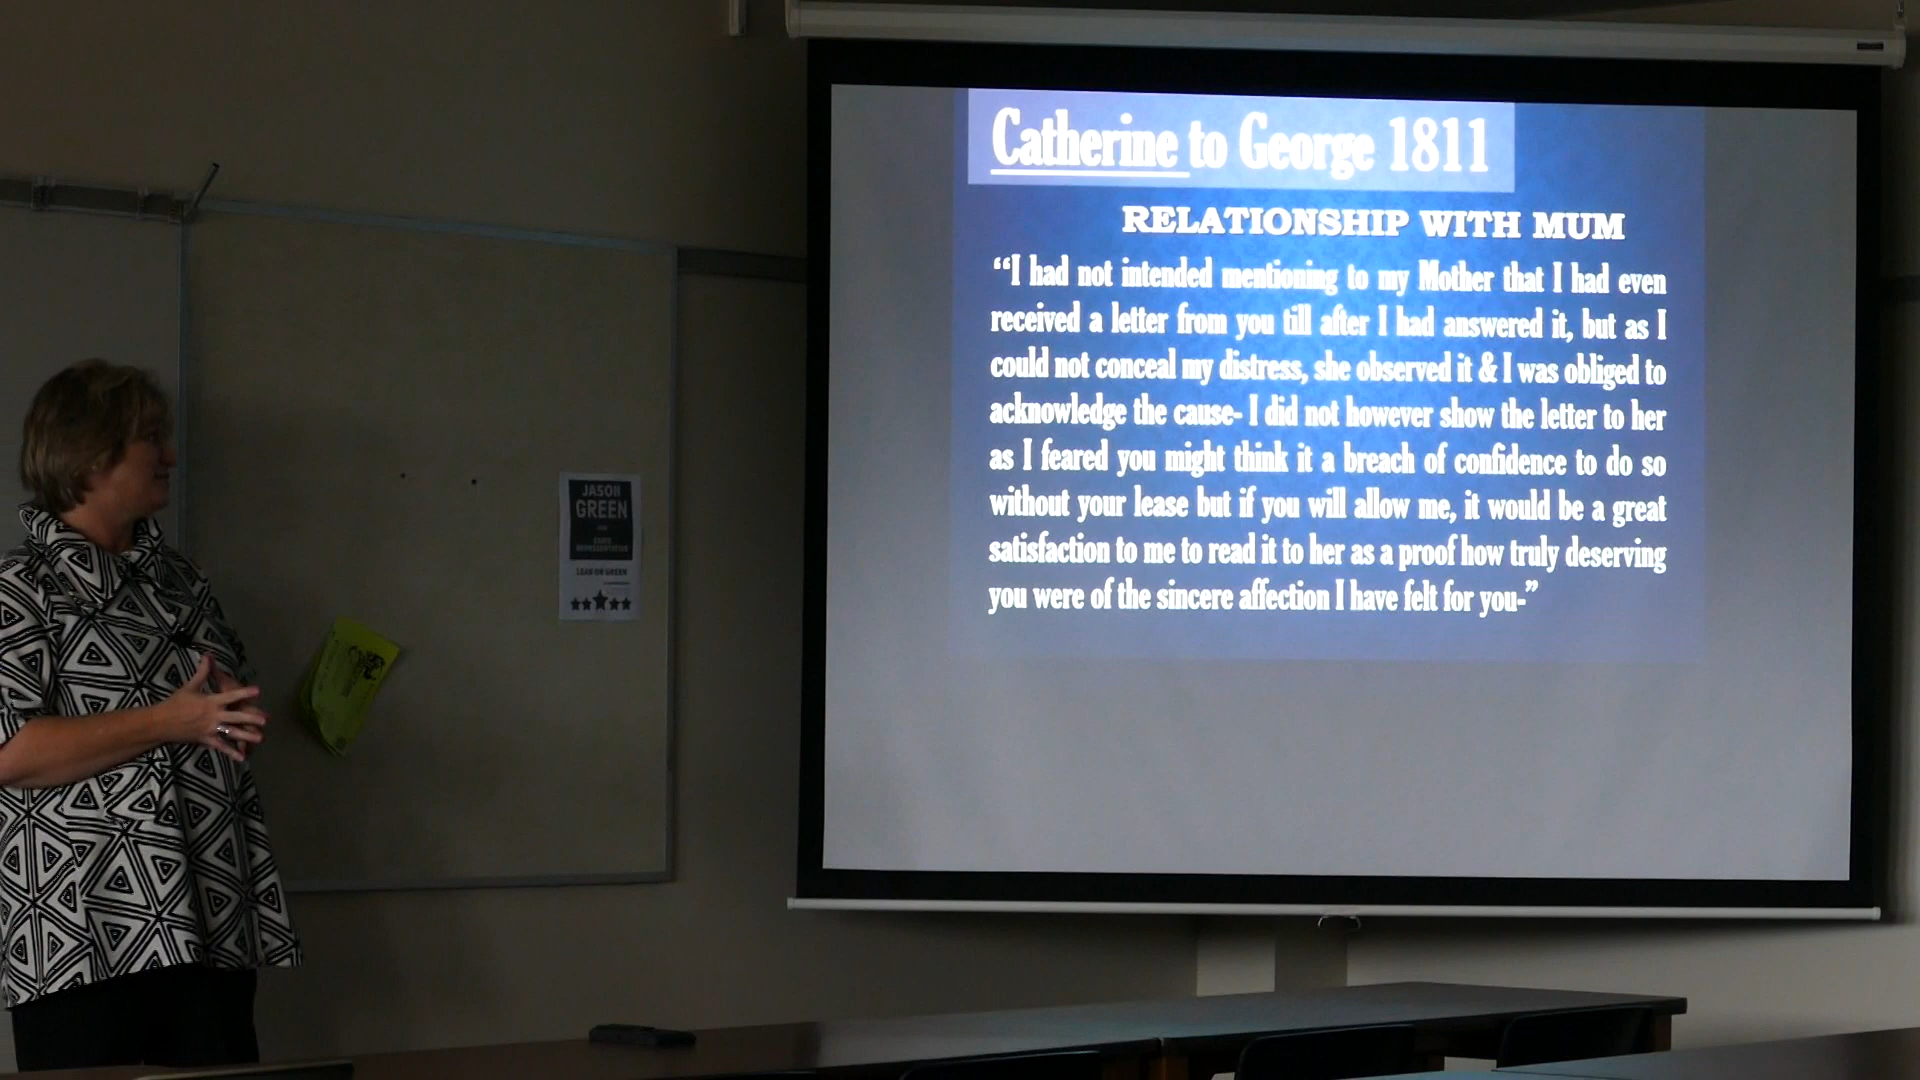 Catherine to George 1811
RELATIONSHIP WITH MUM
“I had not intended mentioning to my Mother that I had even
received a letter from you till after I had answered it, but as I
could not conceal my distress, she observed it & I was obliged to
acknowledge the cause- I did not however show the letter to her
as I feared you might think it a breach of confidence to do so
without your lease but if you will allow me, it would be a great
satisfaction to me to read it to her as a proof how truly deserving
you were of the sincere affection I have felt for you-”
JASON
GREEN
REPRESENTATIVE
LEAN ON GREEN